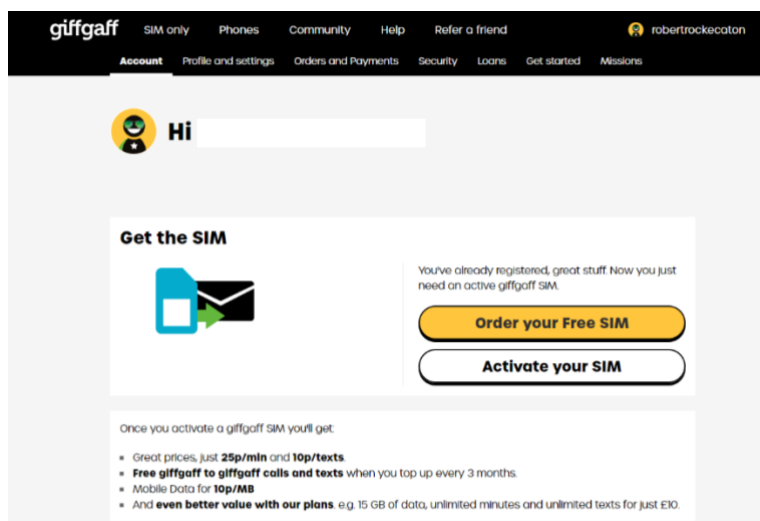 giffgaff SIM only Phones Community Help Refer a friend robertrockecaton
Account Profile and settings Orders and Payments Security Loans Get started Missions
Hi
Get the SIM
You've already registered, great stuff. Now you just
need an active giffgaff SIM.
Order your Free SIM
Activate your SIM
Once you activate a giffgaff SIM you'll get:
Great prices, just 25p/min and 10p/texts.
Free giffgaff to giffgaff calls and texts when you top up every 3 months.
Mobile Data for 10p/MB
And even better value with our plans. e.g. 15 GB of data, unlimited minutes and unlimited texts for just £10.